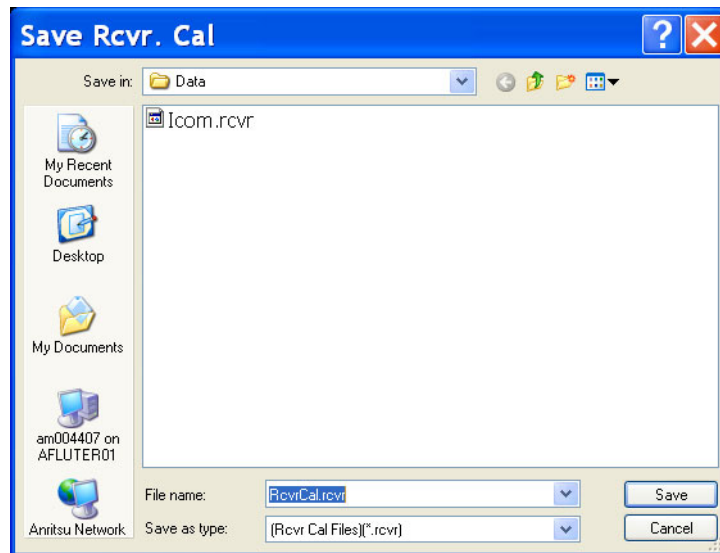 Save Rcvr. Cal
Save in: Data
Icom.rcvr
My Recent
Documents
Desktop
My Documents
am004407 on
AFLUTER01
Anritsu Network
File name: RcvrCal.rcvr Save
Save as type: (Rcvr Cal Files)(*.rcvr) Cancel